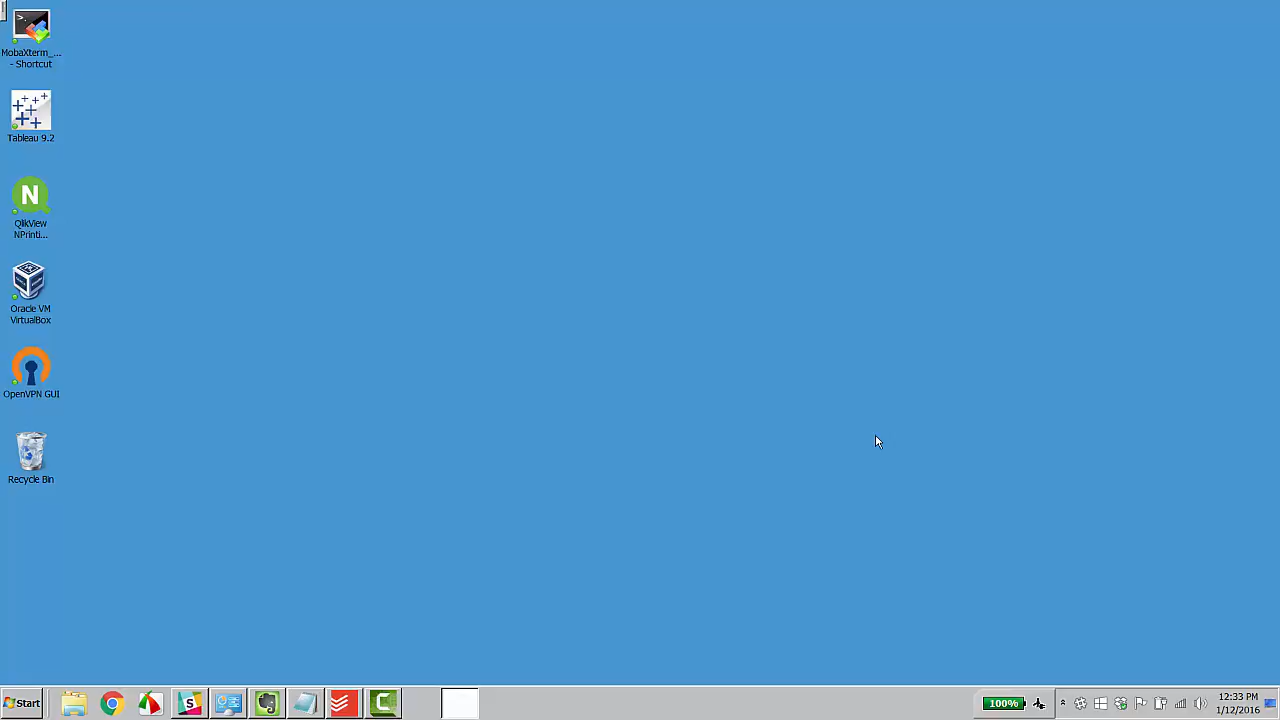 MobaXterm_...
- Shortcut
Tableau 9.2
N
QlikView
NPrinti...
Oracle VM
VirtualBox
OpenVPN GUI
Recycle Bin
Start
S
C
100%
12:33 PM
1/12/2016